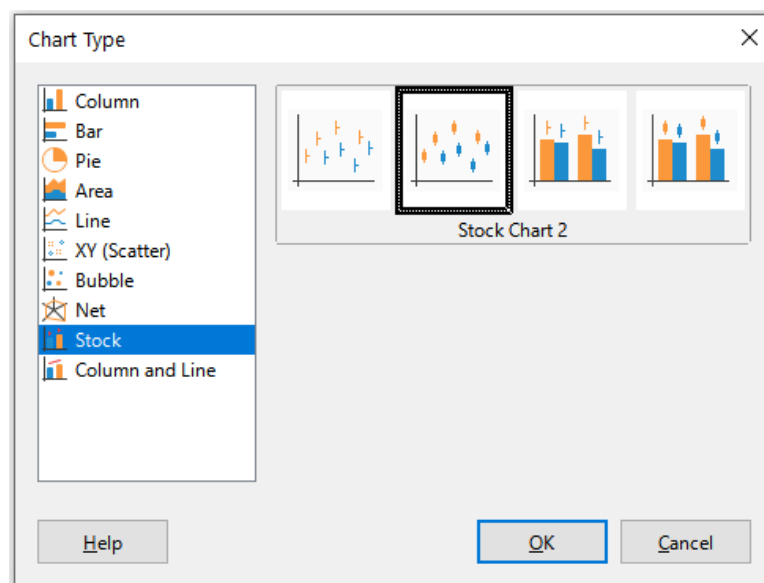 Chart Type
Column
Bar
Pie
Area
Line
XY (Scatter)
Bubble
Net
Stock
Column and Line
Stock Chart 2
Help
OK
Cancel